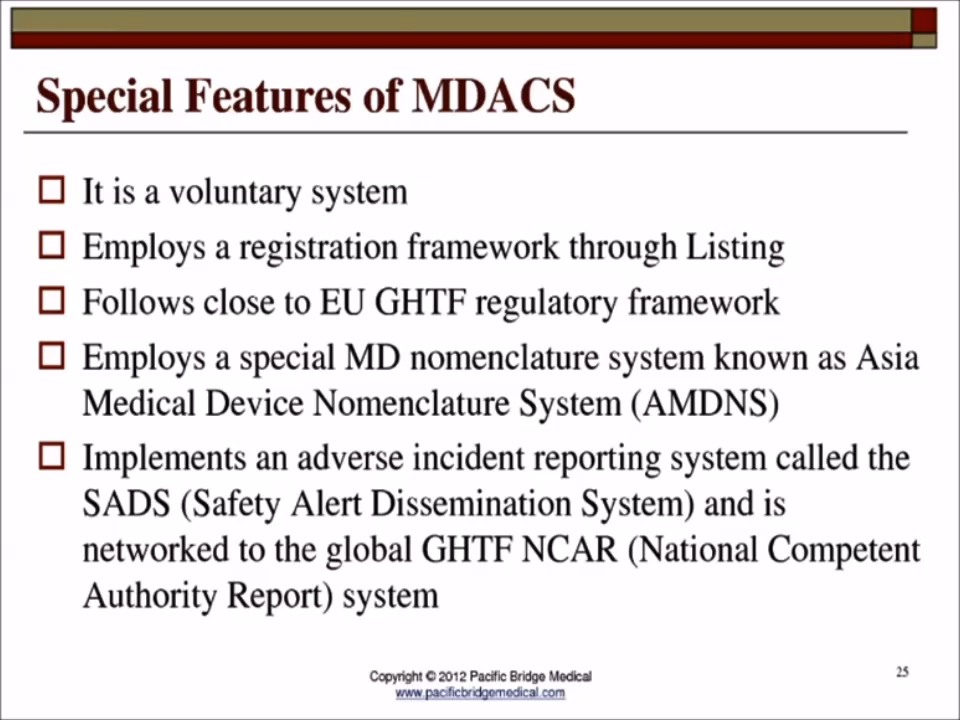 Special Features of MDACS
It is a voluntary system
Employs a registration framework through Listing
Follows close to EU GHTF regulatory framework
Employs a special MD nomenclature system known as Asia
Medical Device Nomenclature System (AMDNS)
Implements an adverse incident reporting system called the
SADS (Safety Alert Dissemination System) and is
networked to the global GHTF NCAR (National Competent
Authority Report) system
Copyright © 2012 Pacific Bridge Medical
www.pacificbridgemedical.com
25